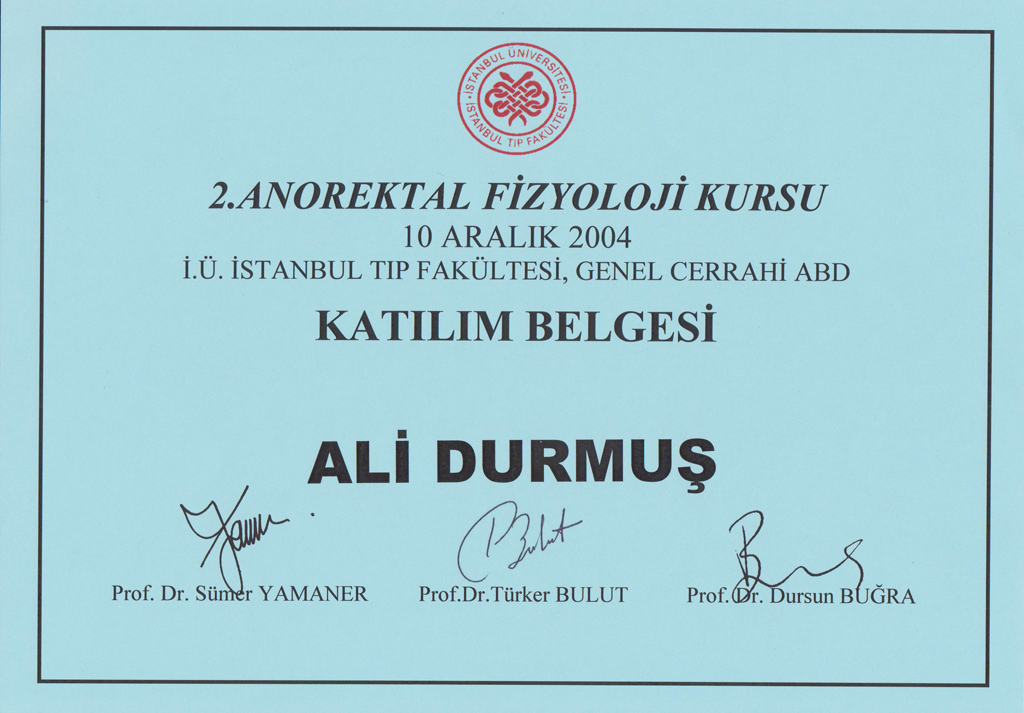 İSTANBUL ÜNİVERSİTESİ
İSTANBUL TIP FAKÜLTESİ
2.ANOREKTAL FİZYOLOJİ KURSU
10 ARALIK 2004
İ.Ü. İSTANBUL TIP FAKÜLTESİ, GENEL CERRAHİ ABD
KATILIM BELGESİ
ALİ DURMUŞ
Prof. Dr. Sümer YAMANER Prof.Dr.Türker BULUT Prof. Dr. Dursun BUĞRA